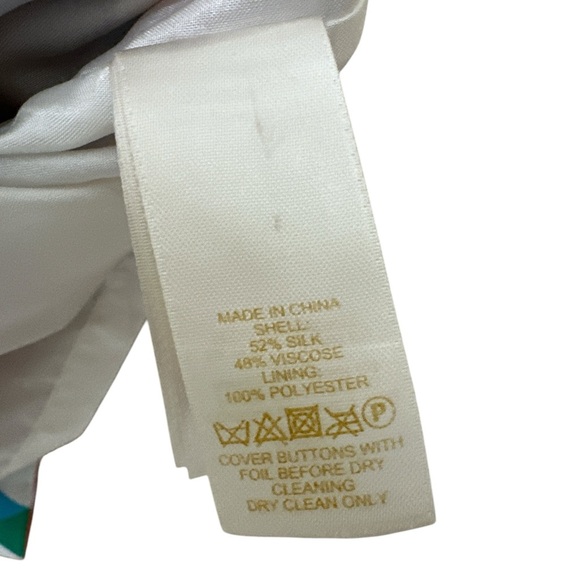 MADE IN CHINA
SHELL:
52% SILK
48% VISCOSE
LINING:
100% POLYESTER
P
COVER BUTTONS WITH
FOIL BEFORE DRY
CLEANING
DRY CLEAN ONLY